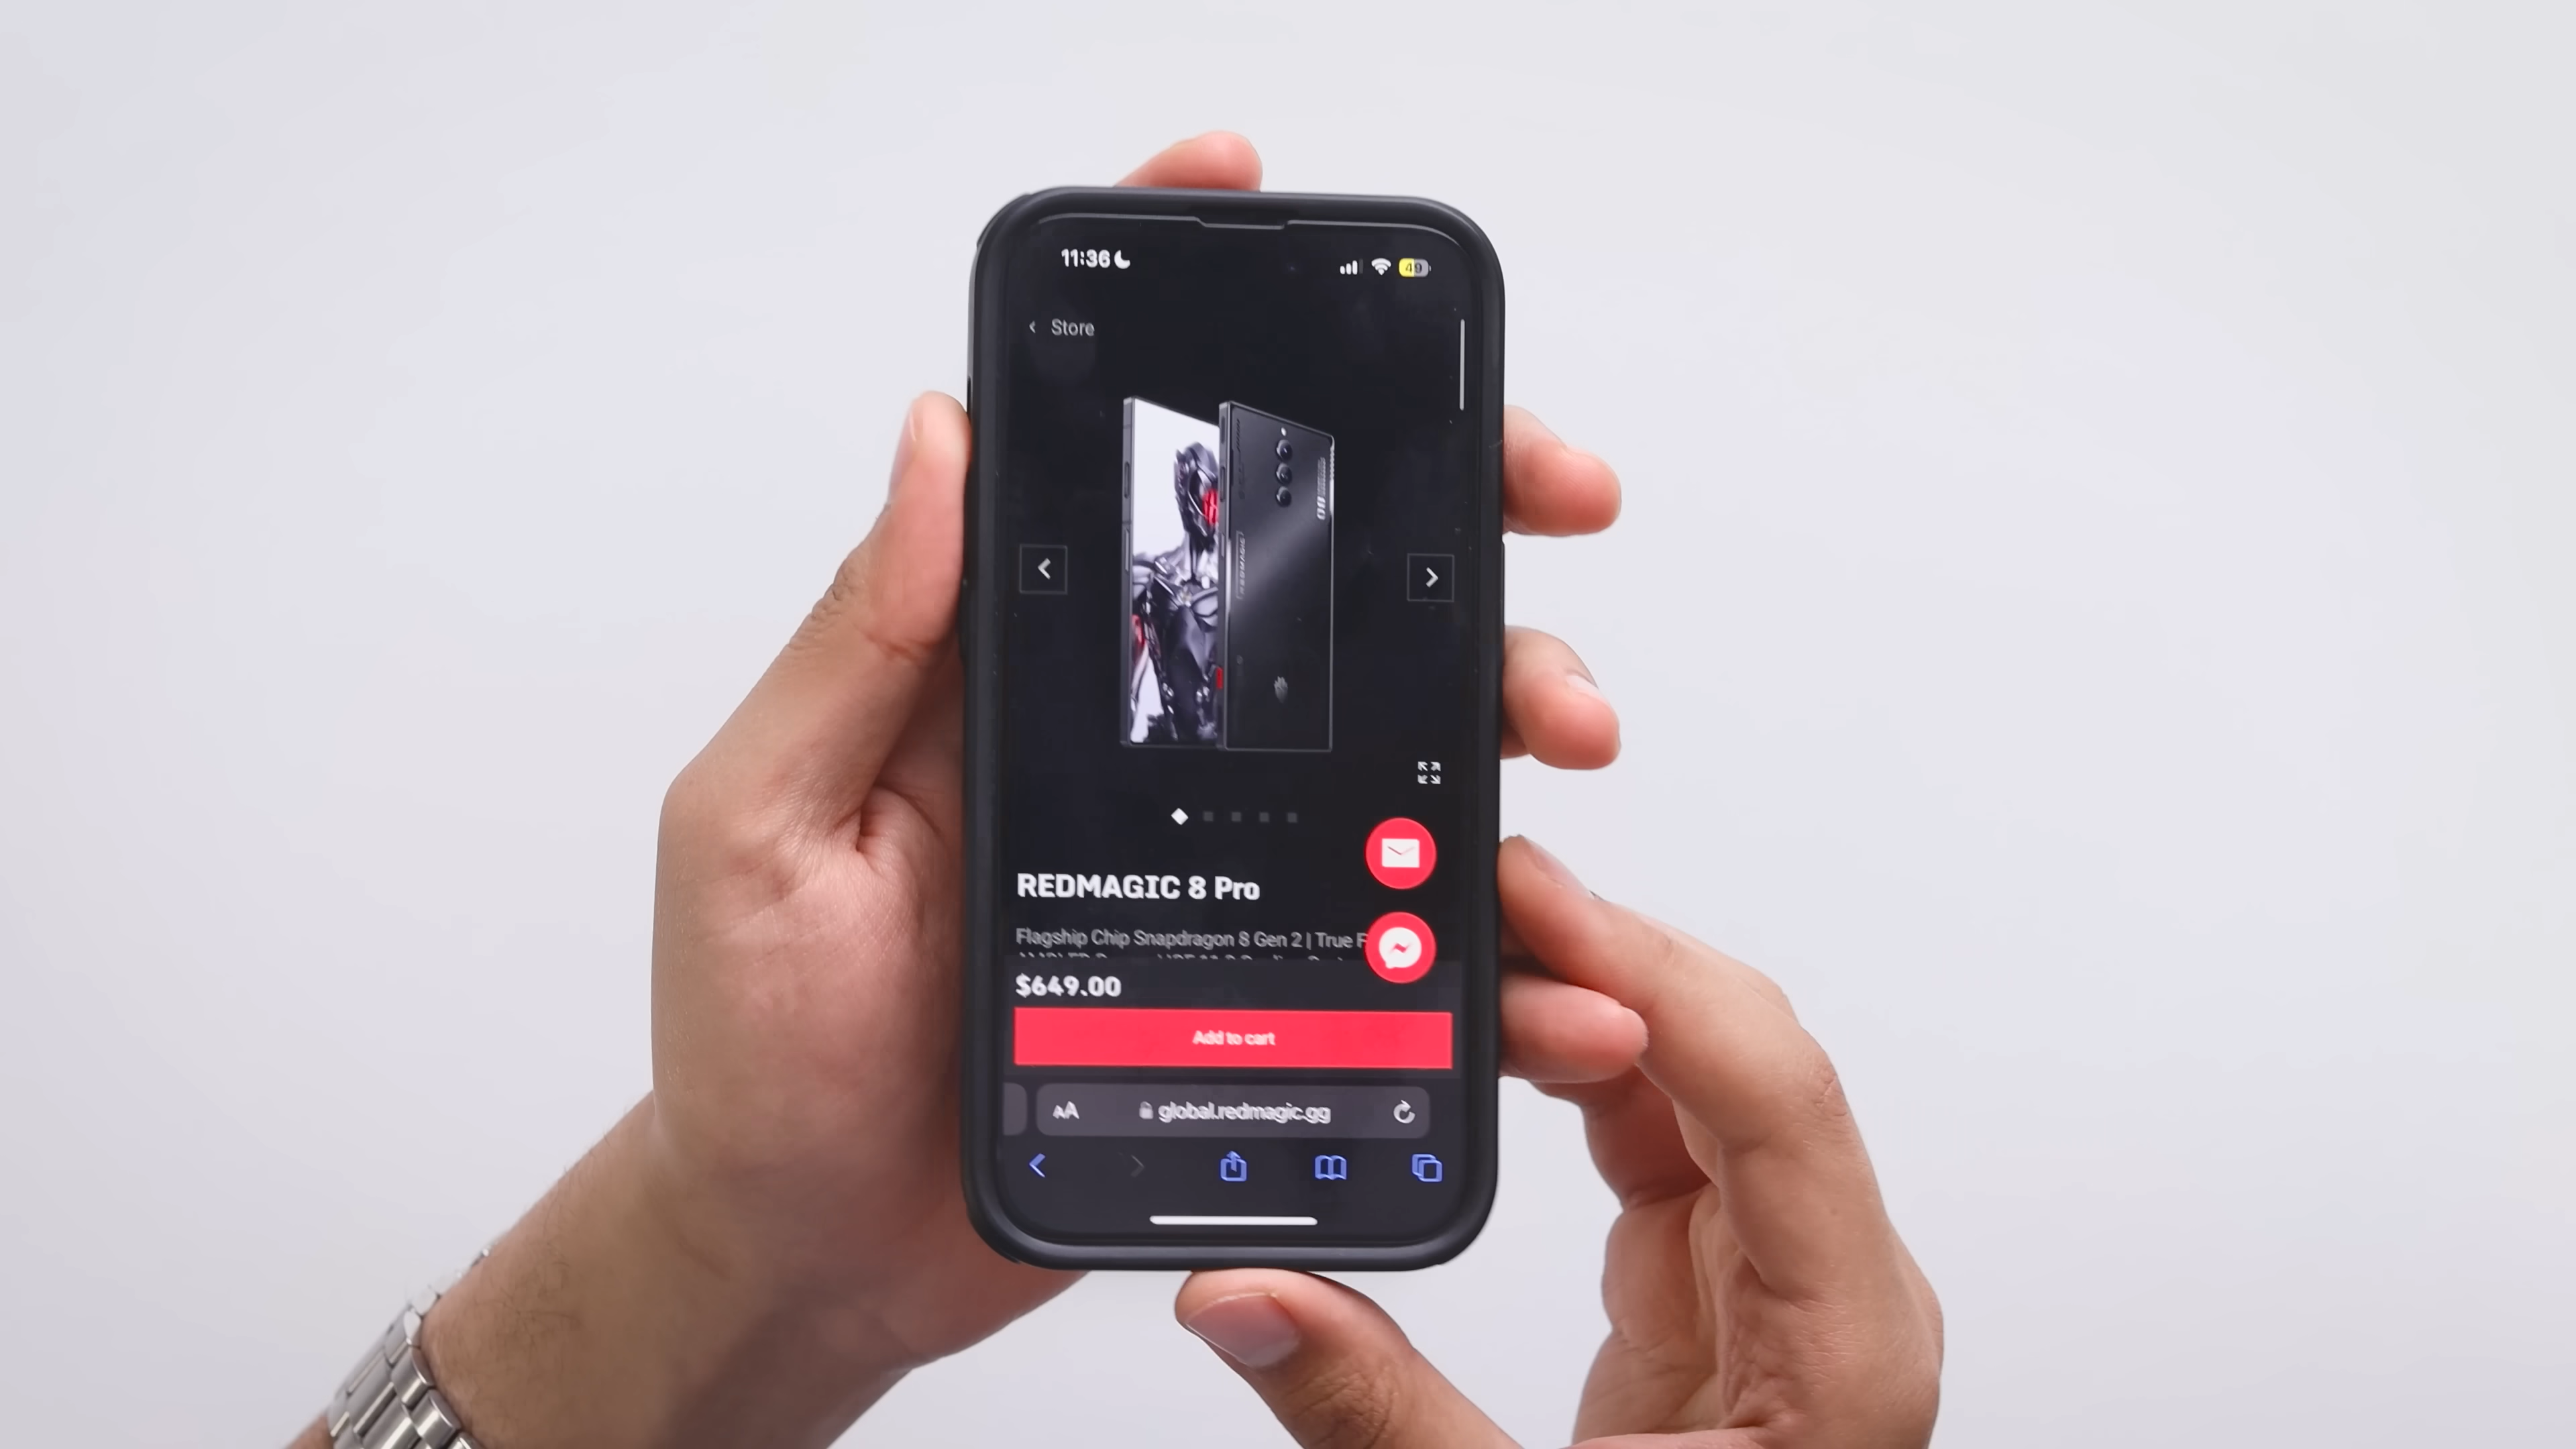 11:36
49
Store
REDMAGIC
REDMAGIC 8 Pro
Flagship Chip Snapdragon 8 Gen 2 | True F
$649.00
Add to cart
AA global.redmagic.gg